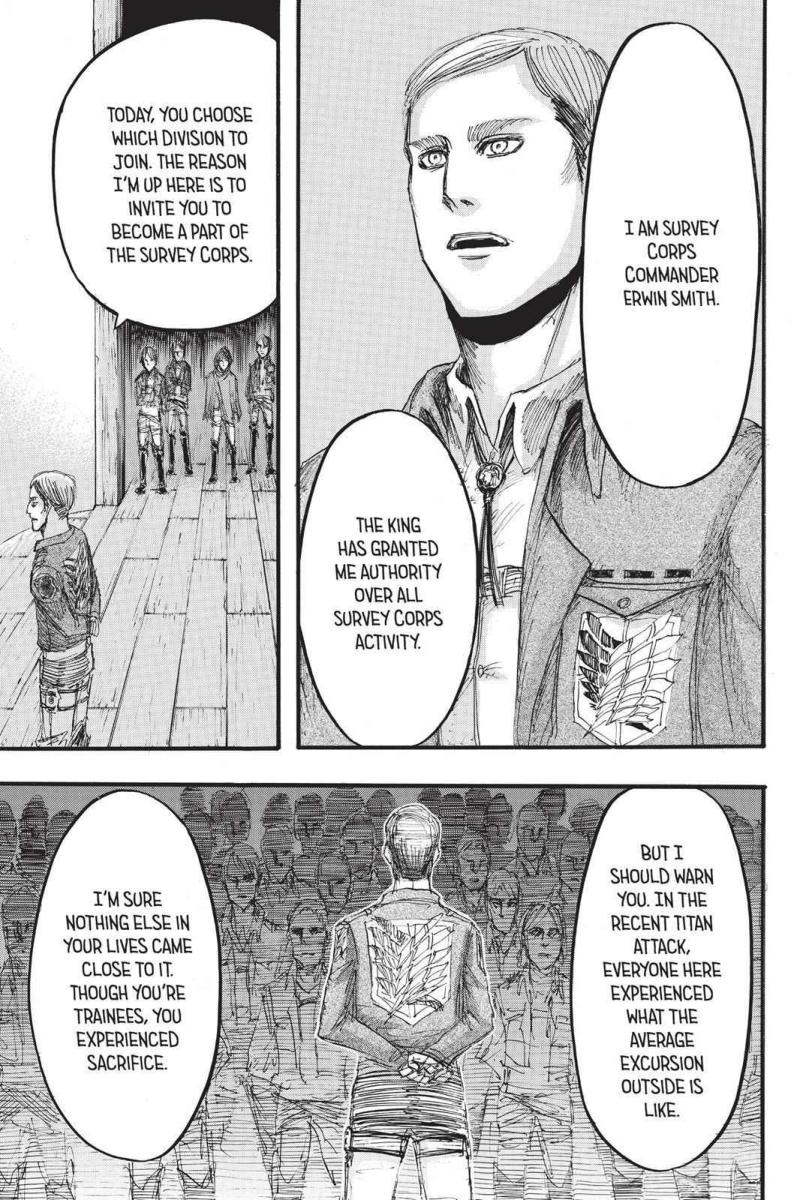 I AM SURVEY
CORPS
COMMANDER
ERWIN SMITH.
THE KING
HAS GRANTED
ME AUTHORITY
OVER ALL
SURVEY CORPS
ACTIVITY.
TODAY, YOU CHOOSE
WHICH DIVISION TO
JOIN. THE REASON
I'M UP HERE IS TO
INVITE YOU TO
BECOME A PART OF
THE SURVEY CORPS.
BUT I
SHOULD WARN
YOU. IN THE
RECENT TITAN
ATTACK,
EVERYONE HERE
EXPERIENCED
WHAT THE
AVERAGE
EXCURSION
OUTSIDE IS
LIKE.
I'M SURE
NOTHING ELSE IN
YOUR LIVES CAME
CLOSE TO IT.
THOUGH YOU'RE
TRAINEES, YOU
EXPERIENCED
SACRIFICE.